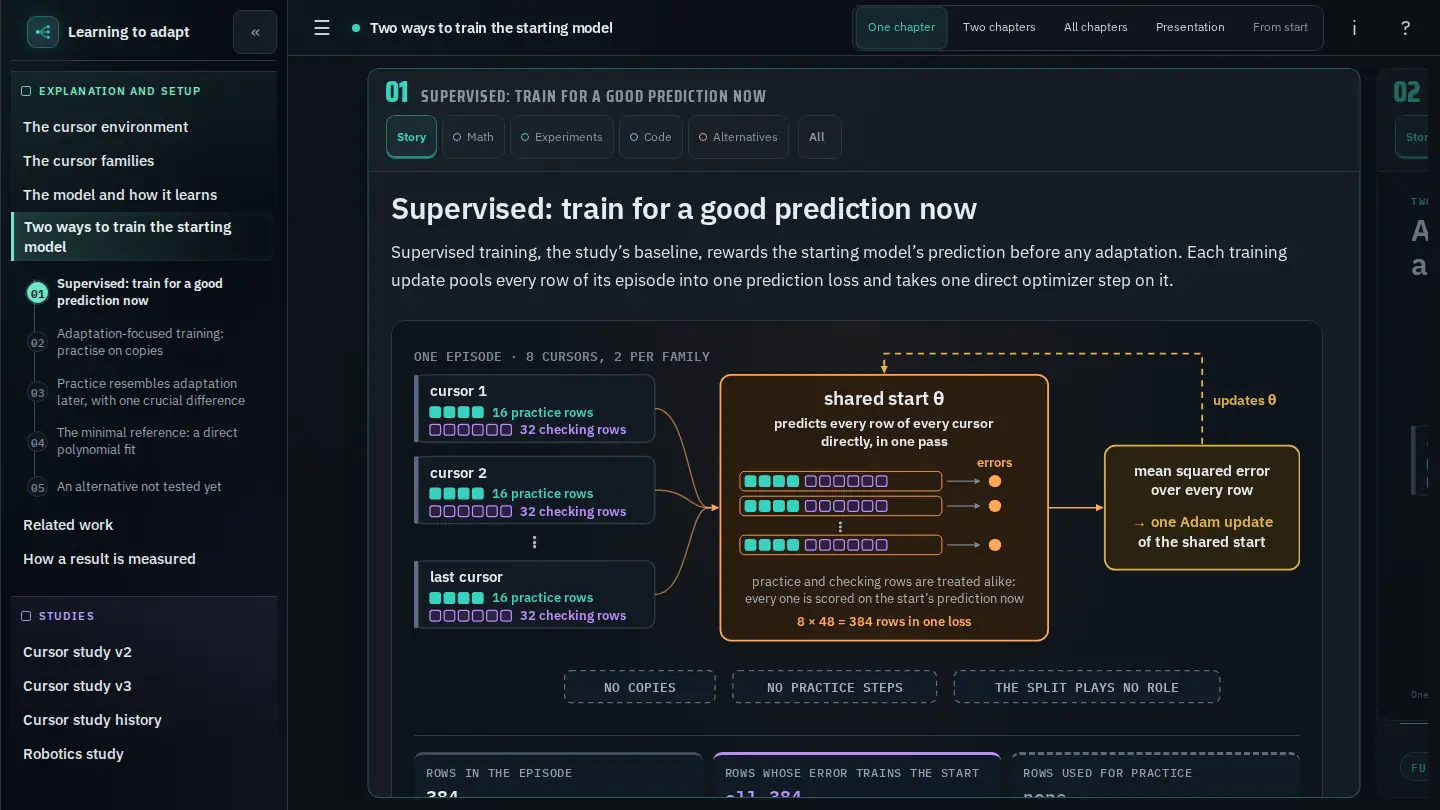 Learning to adapt
«
EXPLANATION AND SETUP
The cursor environment
The cursor families
The model and how it learns
Two ways to train the starting
model
01
Supervised: train for a good
prediction now
02
Adaptation-focused training:
practise on copies
03
Practice resembles adaptation
later, with one crucial difference
04
The minimal reference: a direct
polynomial fit
05
An alternative not tested yet
Related work
How a result is measured
STUDIES
Cursor study v2
Cursor study v3
Cursor study history
Robotics study
☰
Two ways to train the starting model
One chapter
Two chapters
All chapters
Presentation
From start
i
?
01 SUPERVISED: TRAIN FOR A GOOD PREDICTION NOW
Story
Math
Experiments
Code
Alternatives
All
Supervised: train for a good prediction now
Supervised training, the study’s baseline, rewards the starting model’s prediction before any adaptation. Each training
update pools every row of its episode into one prediction loss and takes one direct optimizer step on it.
ONE EPISODE · 8 CURSORS, 2 PER FAMILY
cursor 1
16 practice rows
32 checking rows
cursor 2
16 practice rows
32 checking rows
⋮
last cursor
16 practice rows
32 checking rows
shared start θ
predicts every row of every cursor
directly, in one pass
errors
⋮
practice and checking rows are treated alike:
every one is scored on the start’s prediction now
8 × 48 = 384 rows in one loss
updates θ
mean squared error
over every row
→ one Adam update
of the shared start
NO COPIES
NO PRACTICE STEPS
THE SPLIT PLAYS NO ROLE
ROWS IN THE EPISODE
384
ROWS WHOSE ERROR TRAINS THE START
all 384
ROWS USED FOR PRACTICE
none
02
Stor
TW
A
a
One
FU